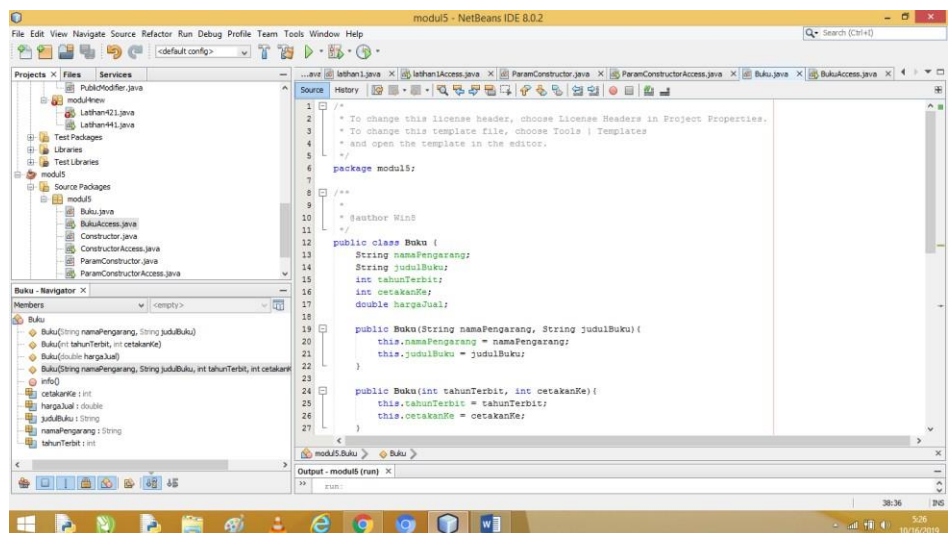 modul5 - NetBeans IDE 8.0.2
File Edit View Navigate Source Refactor Run Debug Profile Team Tools Window Help
Search (Ctrl+I)
<default config>
Projects Files Services
PublicModifier.java
modul4new
Latihan421.java
Latihan441.java
Test Packages
Libraries
Test Libraries
modul5
Source Packages
modul5
Buku.java
BukuAccess.java
Constructor.java
ConstructorAccess.java
ParamConstructor.java
ParamConstructorAccess.java
Buku - Navigator
Members <empty>
Buku
Buku(String namaPengarang, String judulBuku)
Buku(int tahunTerbit, int cetakanKe)
Buku(double hargaJual)
Buku(String namaPengarang, String judulBuku, int tahunTerbit, int cetakanK
info()
cetakanKe : int
hargaJual : double
judulBuku : String
namaPengarang : String
tahunTerbit : int
...ava lathan1.java lathan1Access.java ParamConstructor.java ParamConstructorAccess.java Buku.java BukuAccess.java
Source History
1 /*
2 * To change this license header, choose License Headers in Project Properties.
3 * To change this template file, choose Tools | Templates
4 * and open the template in the editor.
5 */
6 package modul5;
7
8 /**
9 *
10 * @author Win8
11 */
12 public class Buku {
13 String namaPengarang;
14 String judulBuku;
15 int tahunTerbit;
16 int cetakanKe;
17 double hargaJual;
18
19 public Buku(String namaPengarang, String judulBuku){
20 this.namaPengarang = namaPengarang;
21 this.judulBuku = judulBuku;
22 }
23
24 public Buku(int tahunTerbit, int cetakanKe){
25 this.tahunTerbit = tahunTerbit;
26 this.cetakanKe = cetakanKe;
27 }
modul5.Buku Buku
Output - modul5 (run)
run:
38:36 INS
5:26
10/16/2019